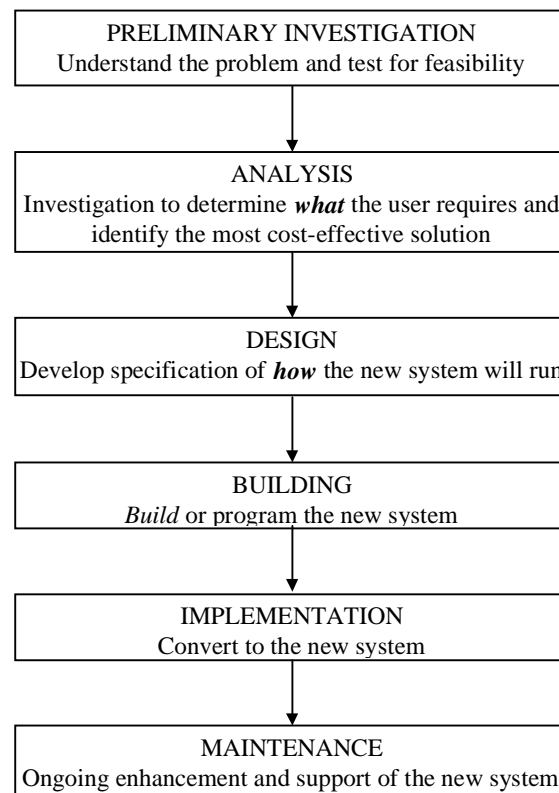 PRELIMINARY INVESTIGATION
Understand the problem and test for feasibility
ANALYSIS
Investigation to determine what the user requires and
identify the most cost-effective solution
DESIGN
Develop specification of how the new system will run
BUILDING
Build or program the new system
IMPLEMENTATION
Convert to the new system
MAINTENANCE
Ongoing enhancement and support of the new system